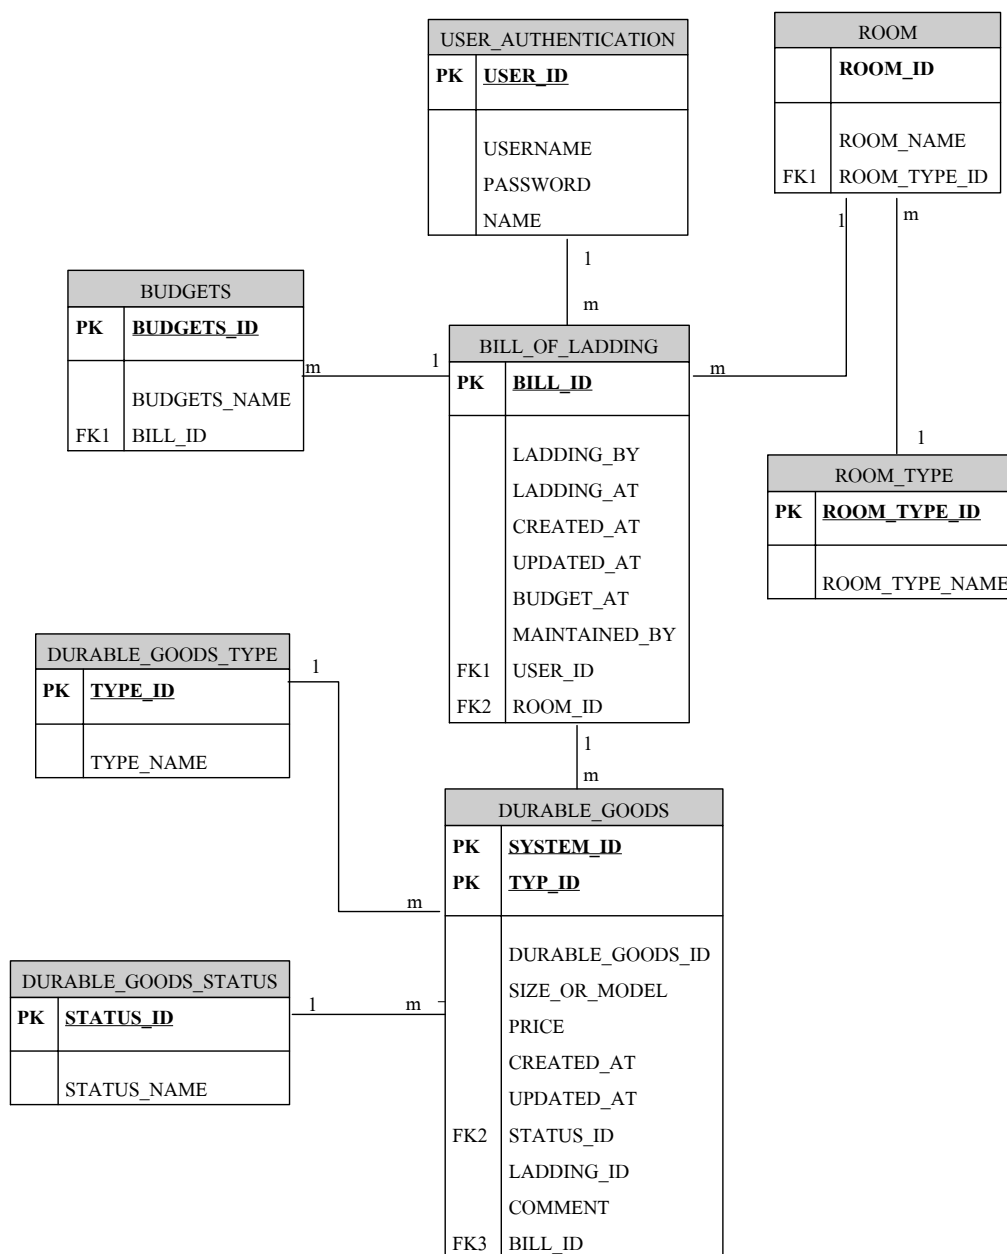 USER_AUTHENTICATION
PK USER_ID
USERNAME
PASSWORD
NAME
ROOM
ROOM_ID
ROOM_NAME
FK1 ROOM_TYPE_ID
1
m
1
m
1
BUDGETS
PK BUDGETS_ID
BUDGETS_NAME
FK1 BILL_ID
m
1
BILL_OF_LADDING
PK BILL_ID
LADDING_BY
LADDING_AT
CREATED_AT
UPDATED_AT
BUDGET_AT
MAINTAINED_BY
FK1 USER_ID
FK2 ROOM_ID
m
ROOM_TYPE
PK ROOM_TYPE_ID
ROOM_TYPE_NAME
DURABLE_GOODS_TYPE
PK TYPE_ID
TYPE_NAME
1
m
1
m
DURABLE_GOODS
PK SYSTEM_ID
PK TYP_ID
DURABLE_GOODS_ID
SIZE_OR_MODEL
PRICE
CREATED_AT
UPDATED_AT
FK2 STATUS_ID
LADDING_ID
COMMENT
FK3 BILL_ID
DURABLE_GOODS_STATUS
PK STATUS_ID
STATUS_NAME
1
m